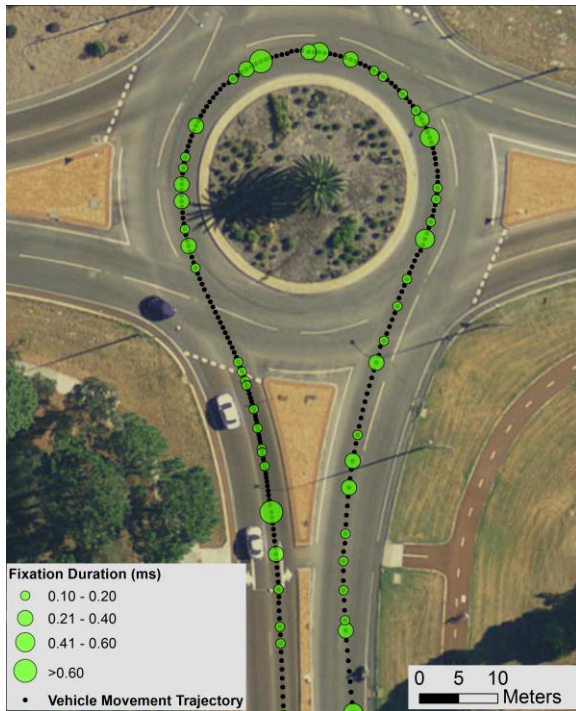 Fixation Duration (ms)
0.10 - 0.20
0.21 - 0.40
0.41 - 0.60
>0.60
Vehicle Movement Trajectory
0 5 10
Meters